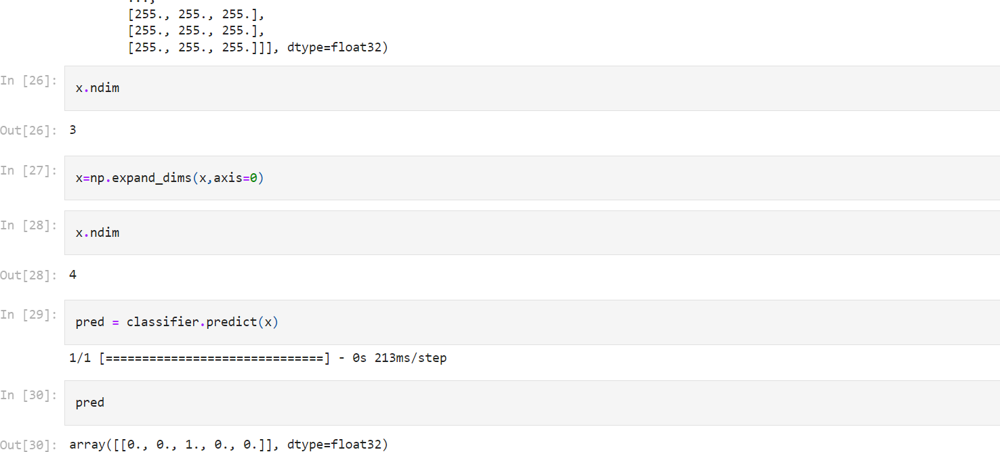 ...,
[255., 255., 255.],
[255., 255., 255.],
[255., 255., 255.]]], dtype=float32)
In [26]:
x.ndim
Out[26]:
3
In [27]:
x=np.expand_dims(x,axis=0)
In [28]:
x.ndim
Out[28]:
4
In [29]:
pred = classifier.predict(x)
1/1 [==============================] - 0s 213ms/step
In [30]:
pred
Out[30]:
array([[0., 0., 1., 0., 0.]], dtype=float32)